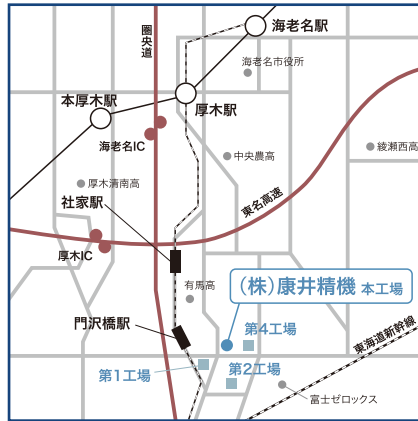 海老名駅
圏央道
海老名市役所
本厚木駅
厚木駅
海老名IC
綾瀬西高
中央農高
厚木清南高
社家駅
東名高速
厚木IC
有馬高
(株)康井精機 本工場
門沢橋駅
第4工場
東海道新幹線
第1工場
第2工場
富士ゼロックス